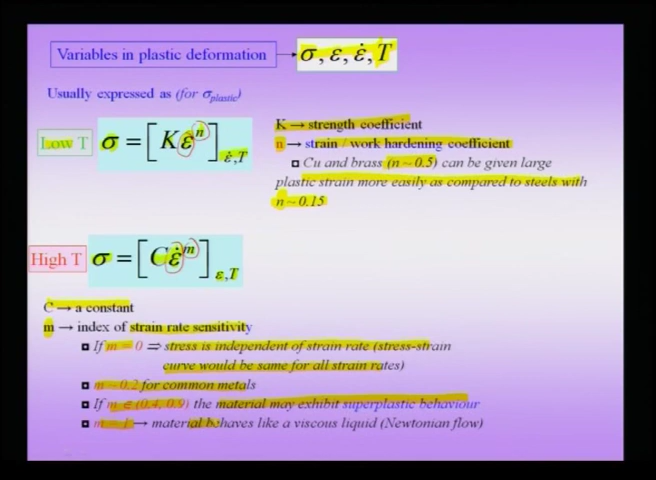 Variables in plastic deformation → σ, ε, ε̇, T
Usually expressed as (for σplastic)
Low T σ = [Kεⁿ] ε̇,T
K → strength coefficient
n → strain / work hardening coefficient
◘ Cu and brass (n ~ 0.5) can be given large
plastic strain more easily as compared to steels with
n ~ 0.15
High T σ = [Cε̇ᵐ] ε,T
C → a constant
m → index of strain rate sensitivity
◘ If m = 0 ⇒ stress is independent of strain rate (stress-strain
curve would be same for all strain rates)
◘ m ~ 0.2 for common metals
◘ If m ∈ (0.4, 0.9) the material may exhibit superplastic behaviour
◘ m = 1 → material behaves like a viscous liquid (Newtonian flow)